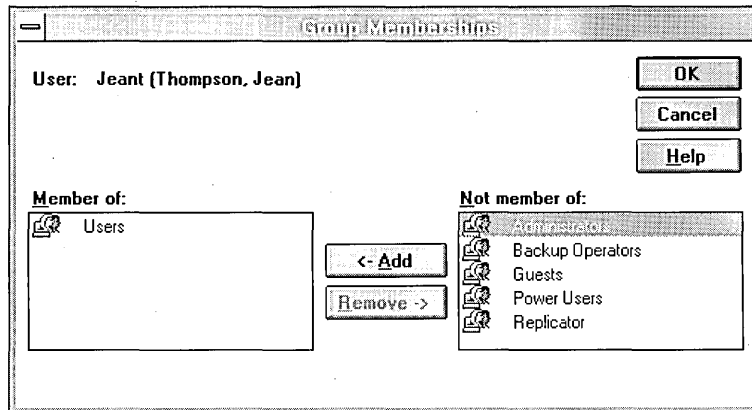 Group Memberships
User: Jeant (Thompson, Jean)
OK
Cancel
Help
Member of:
Users
<- Add
Remove ->
Not member of:
Administrators
Backup Operators
Guests
Power Users
Replicator